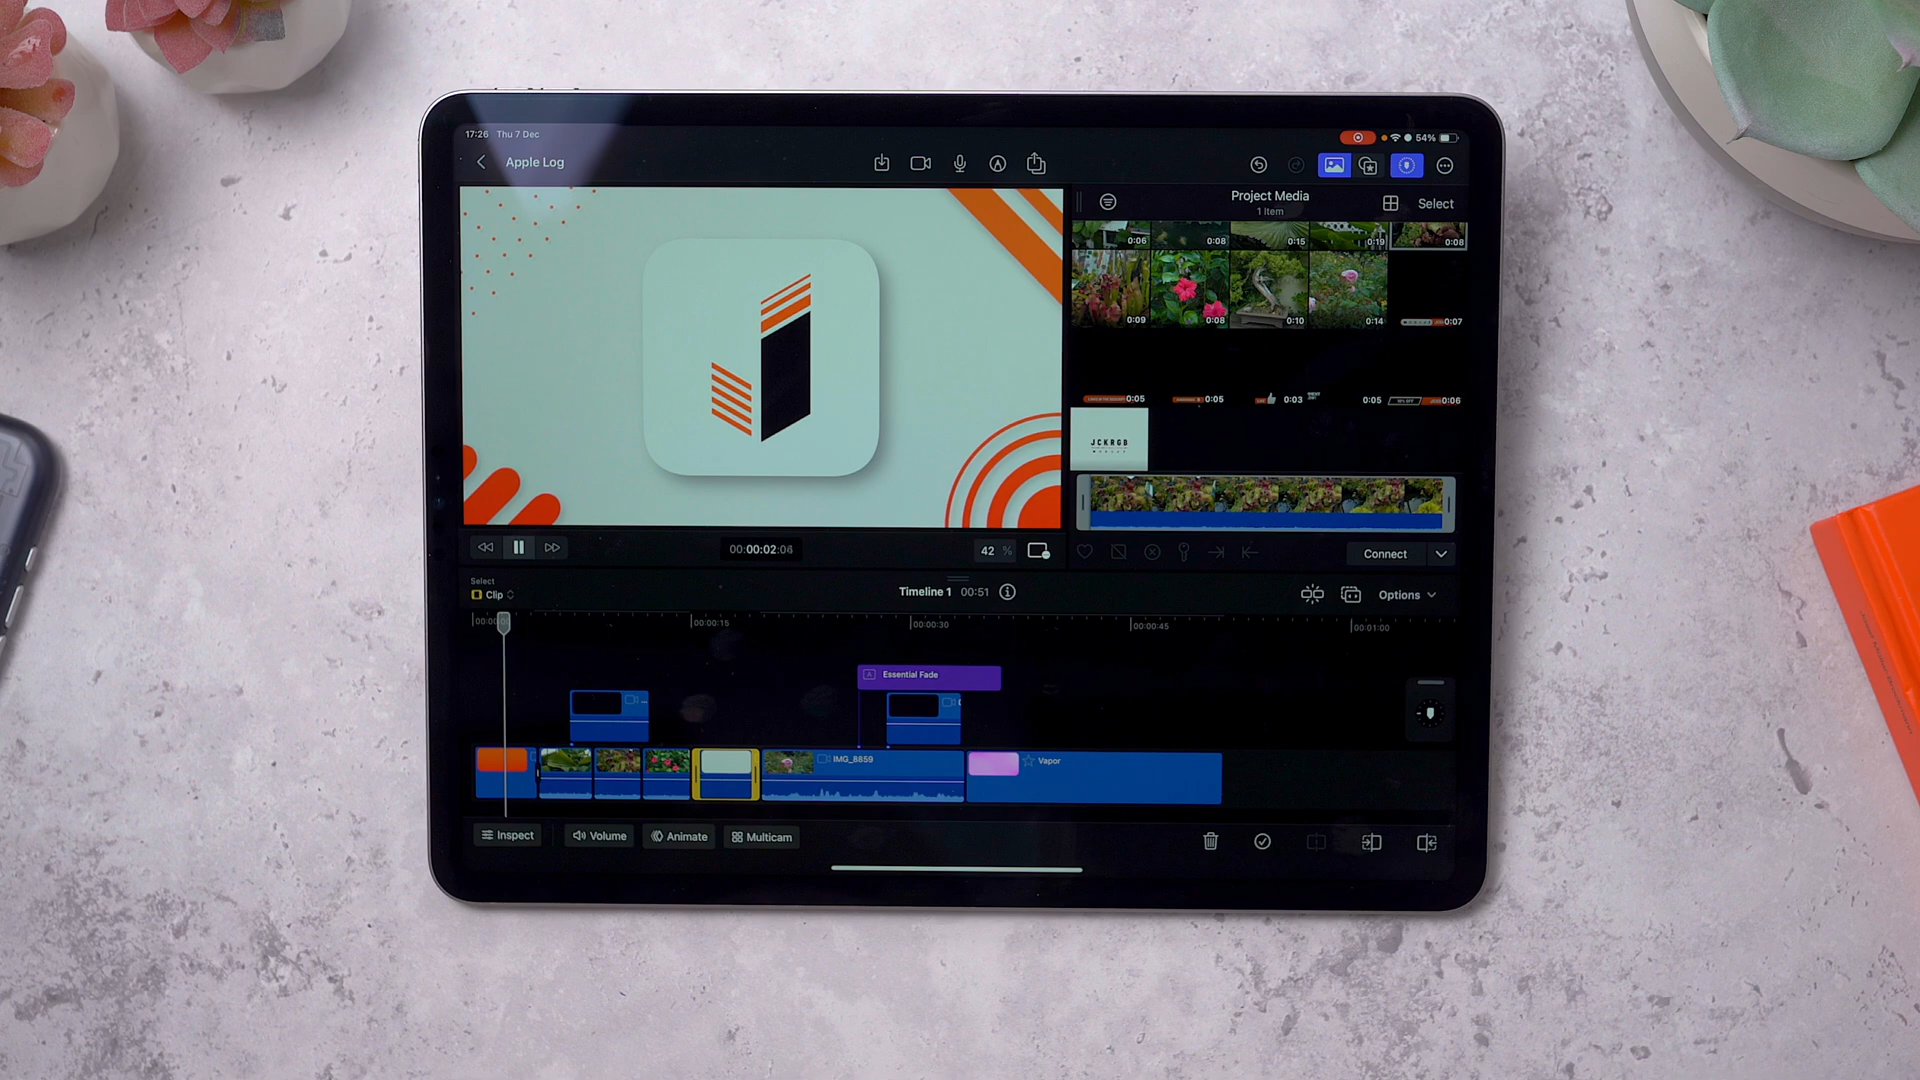 17:26 Thu 7 Dec
54%
Apple Log
Project Media
1 Item
Select
0:06
0:08
0:15
0:19
0:08
0:09
0:08
0:10
0:14
0:07
0:05
0:05
0:03
0:05
0:06
JCKRGB
00:00:02:04
42 %
Connect
Select
Clip
Timeline 1 00:51
Options
00:00:15
00:00:30
00:00:45
00:01:00
Essential Fade
IMG_8859
Vapor
Inspect
Volume
Animate
Multicam